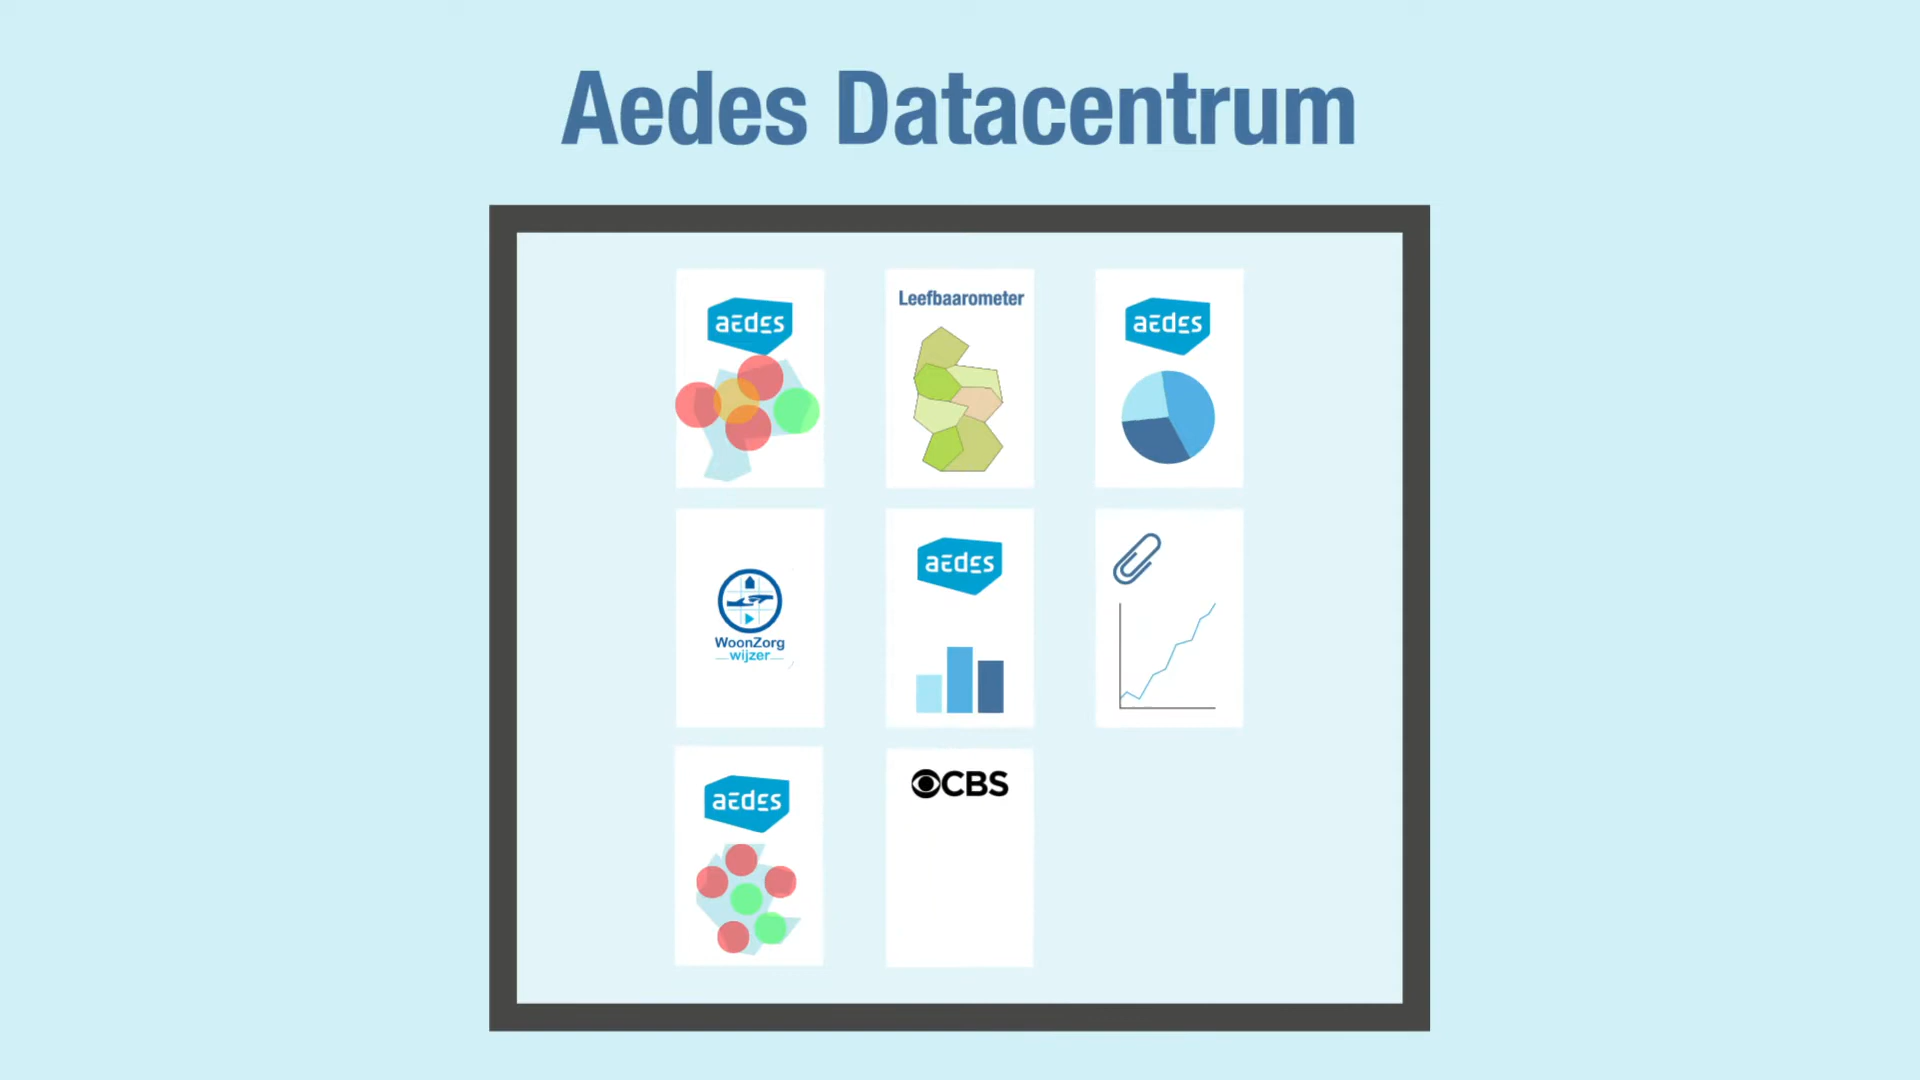 Aedes Datacentrum
aedes
Leefbaarometer
aedes
WoonZorg
wijzer
aedes
aedes
CBS